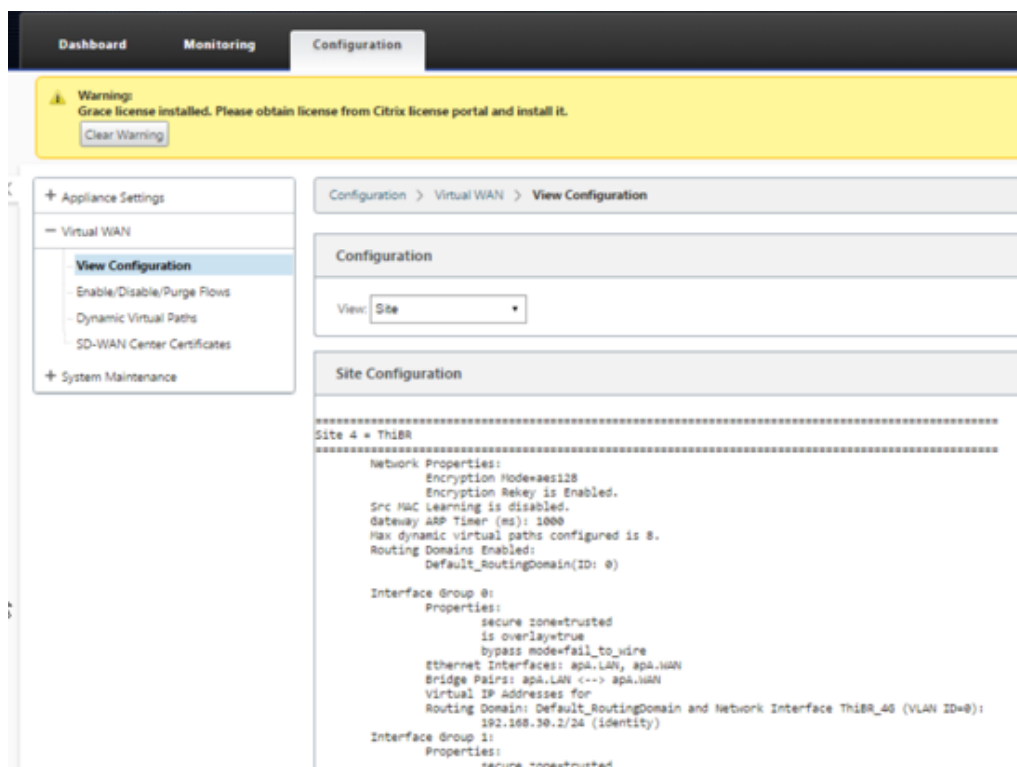 Dashboard Monitoring Configuration
Warning:
Grace license installed. Please obtain license from Citrix license portal and install it.
Clear Warning
+ Appliance Settings
− Virtual WAN
View Configuration
Enable/Disable/Purge Flows
Dynamic Virtual Paths
SD-WAN Center Certificates
+ System Maintenance
Configuration > Virtual WAN > View Configuration
Configuration
View: Site
Site Configuration
Site 4 = ThiBR
Network Properties:
Encryption Mode=aes128
Encryption Rekey is Enabled.
Src MAC Learning is disabled.
Gateway ARP Timer (ms): 1000
Max dynamic virtual paths configured is 8.
Routing Domains Enabled:
Default_RoutingDomain(ID: 0)
Interface Group 0:
Properties:
secure zone=trusted
is overlay=true
bypass mode=fail_to_wire
Ethernet Interfaces: apA.LAN, apA.WAN
Bridge Pairs: apA.LAN <--> apA.WAN
Virtual IP Addresses for
Routing Domain: Default_RoutingDomain and Network Interface ThiBR_4G (VLAN ID=0):
192.168.30.2/24 (identity)
Interface Group 1:
Properties:
secure zone=trusted